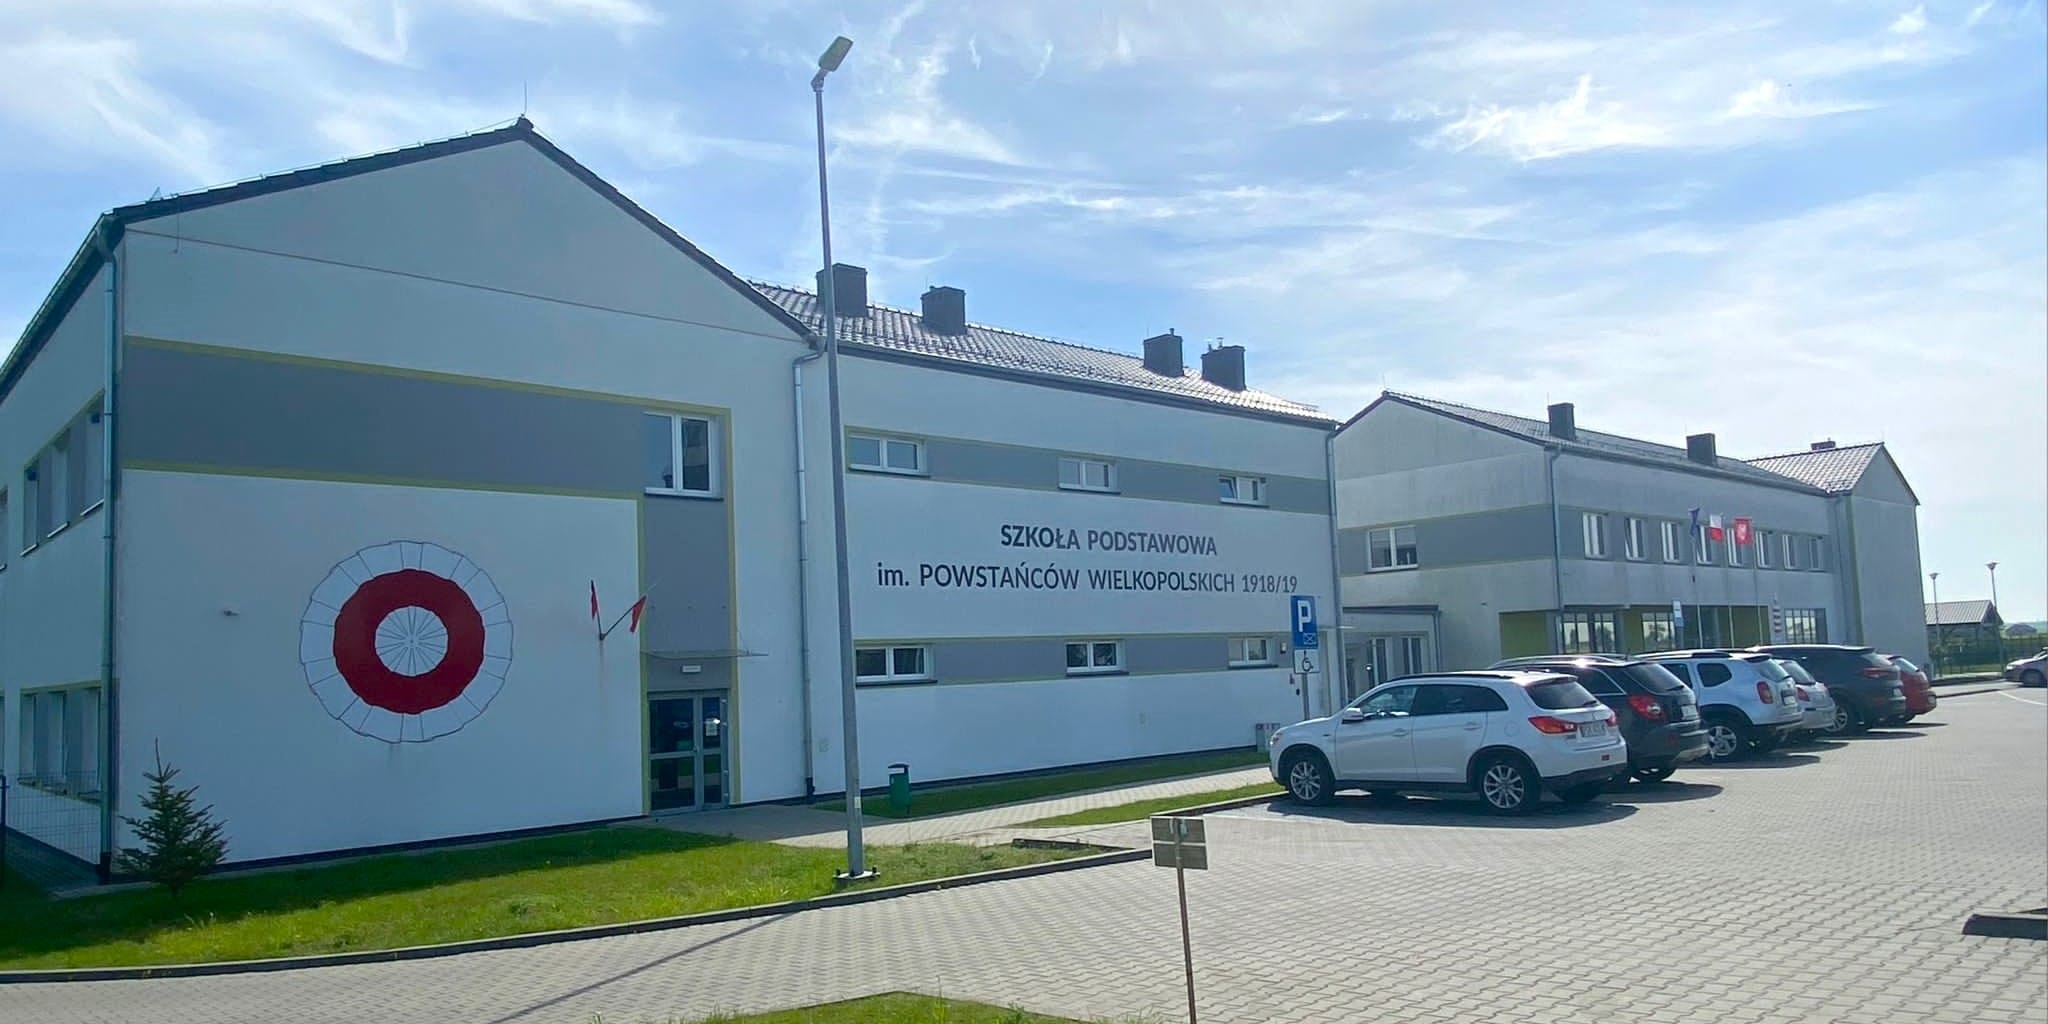 SZKOŁA PODSTAWOWA
im. POWSTAŃCÓW WIELKOPOLSKICH 1918/19
P